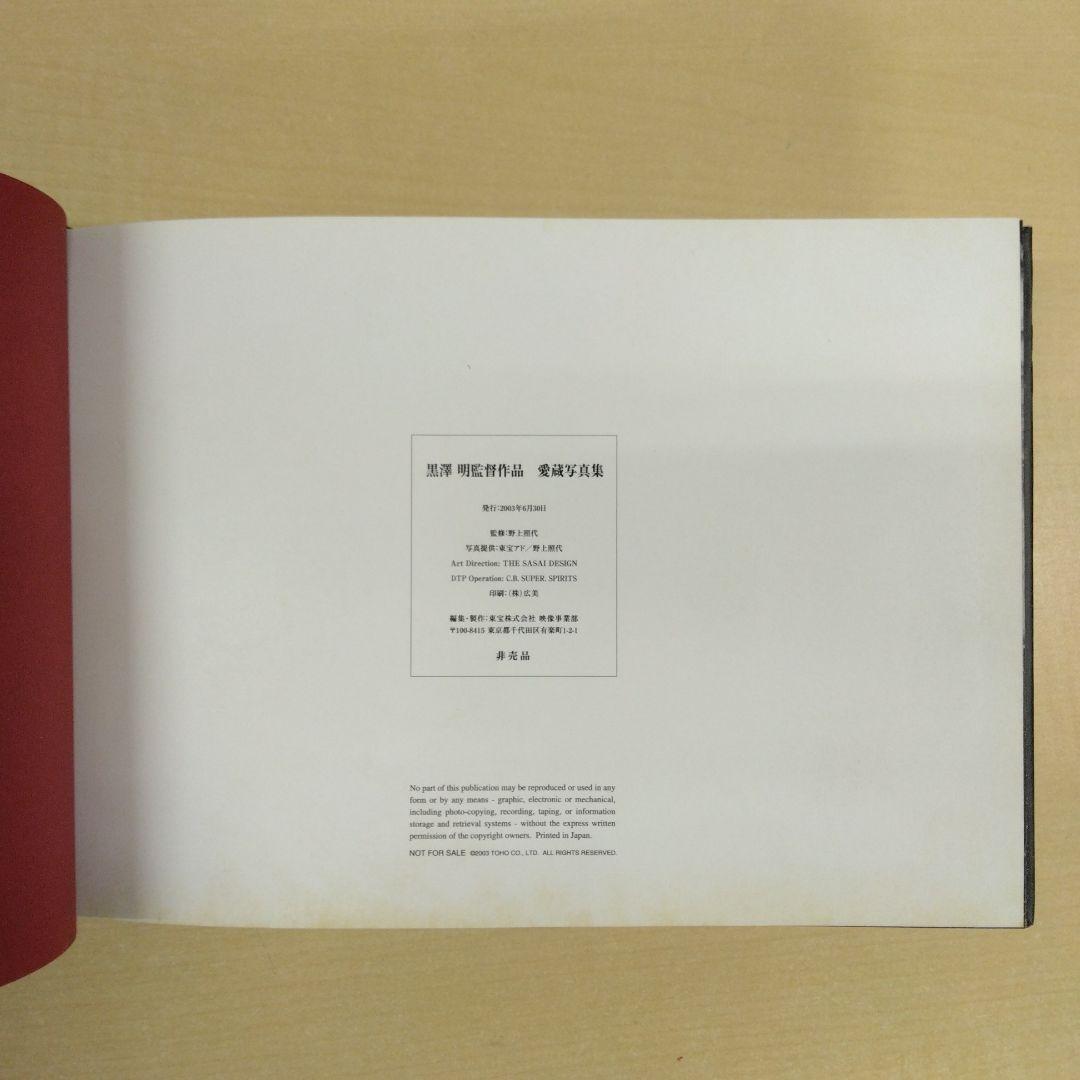 黒澤 明監督作品　愛蔵写真集
発行：2003年6月30日
監修：野上照代
写真提供：東宝アド／野上照代
Art Direction: THE SASAI DESIGN
DTP Operation: C.B. SUPER. SPIRITS
印刷：（株）広美
編集・製作：東宝株式会社 映像事業部
〒100-8415 東京都千代田区有楽町1-2-1
非売品
No part of this publication may be reproduced or used in any
form or by any means - graphic, electronic or mechanical,
including photo-copying, recording, taping, or information
storage and retrieval systems - without the express written
permission of the copyright owners. Printed in Japan.
NOT FOR SALE ©2003 TOHO CO., LTD. ALL RIGHTS RESERVED.